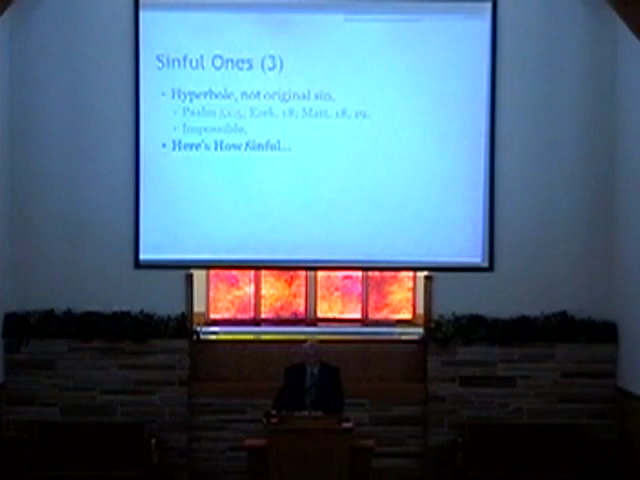 Sinful Ones (3)
Hyperbole, not original sin.
Psalm 51:5; Ezek. 18; Matt. 18, 19.
Impossible.
Here's How Sinful...